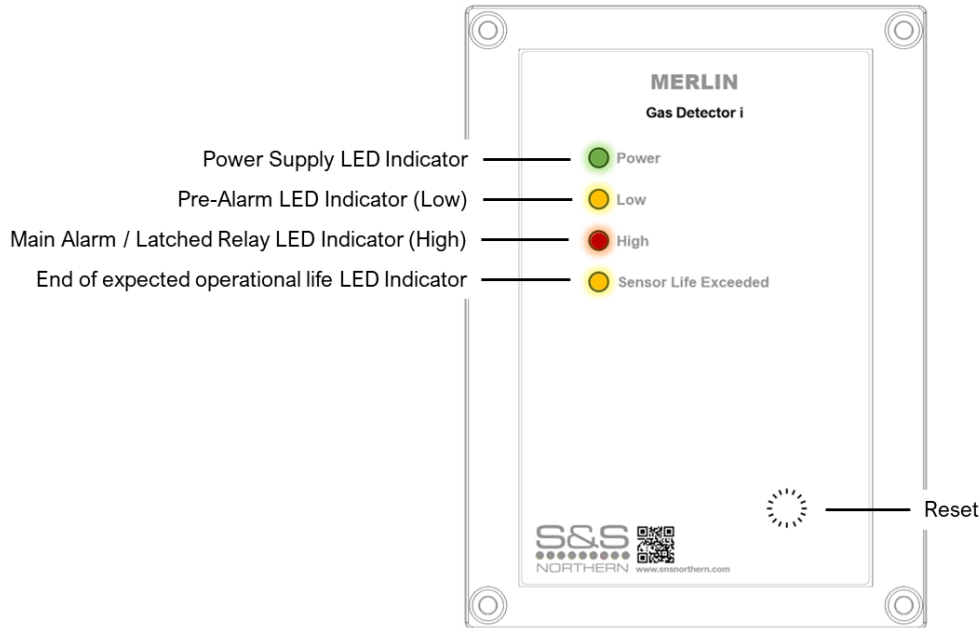 MERLIN
Gas Detector i
Power Supply LED Indicator
Power
Pre-Alarm LED Indicator (Low)
Low
Main Alarm / Latched Relay LED Indicator (High)
High
End of expected operational life LED Indicator
Sensor Life Exceeded
Reset
S&S
NORTHERN
www.snsnorthern.com